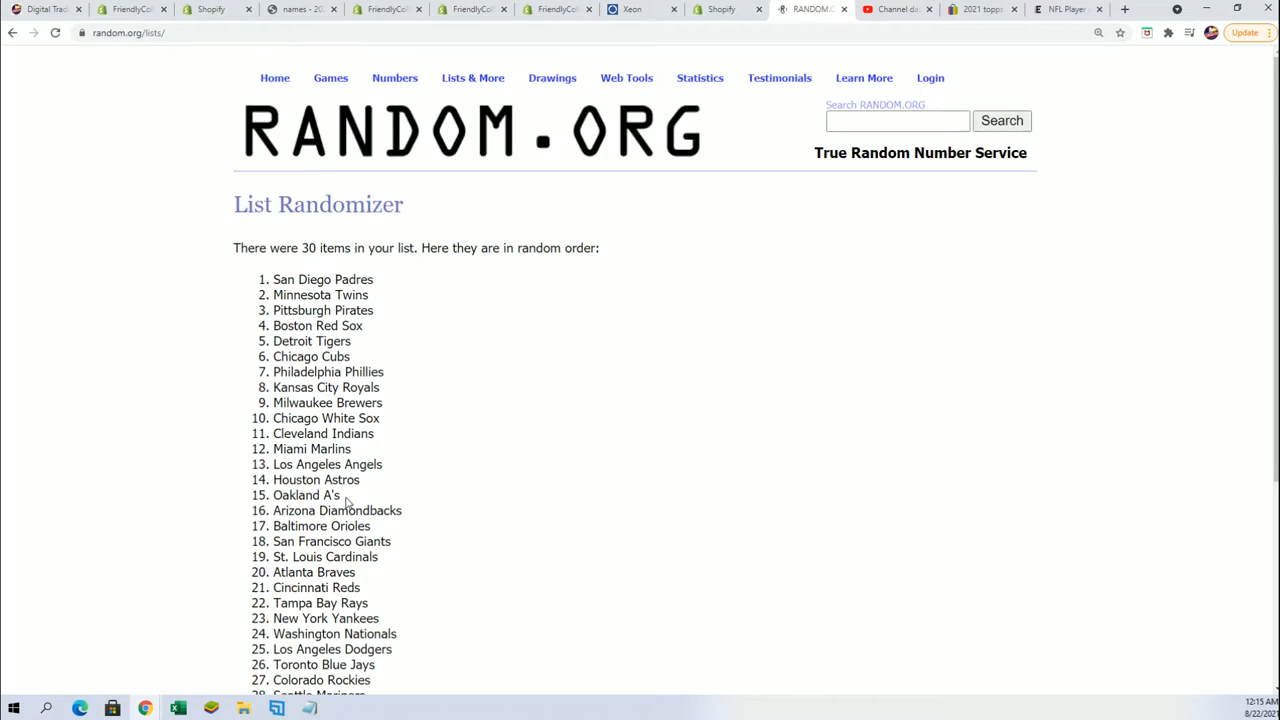 Digital Trad
FriendlyColl
Shopify
names - 202
FriendlyColl
FriendlyColl
FriendlyColl
Xeon
Shopify
RANDOM.O
Channel das
2021 topps
NFL Player A
random.org/lists/
Update
Home Games Numbers Lists & More Drawings Web Tools Statistics Testimonials Learn More Login
RANDOM.ORG
Search RANDOM.ORG
Search
True Random Number Service
List Randomizer
There were 30 items in your list. Here they are in random order:
1. San Diego Padres
2. Minnesota Twins
3. Pittsburgh Pirates
4. Boston Red Sox
5. Detroit Tigers
6. Chicago Cubs
7. Philadelphia Phillies
8. Kansas City Royals
9. Milwaukee Brewers
10. Chicago White Sox
11. Cleveland Indians
12. Miami Marlins
13. Los Angeles Angels
14. Houston Astros
15. Oakland A's
16. Arizona Diamondbacks
17. Baltimore Orioles
18. San Francisco Giants
19. St. Louis Cardinals
20. Atlanta Braves
21. Cincinnati Reds
22. Tampa Bay Rays
23. New York Yankees
24. Washington Nationals
25. Los Angeles Dodgers
26. Toronto Blue Jays
27. Colorado Rockies
28. Seattle Mariners
12:15 AM
8/22/2021